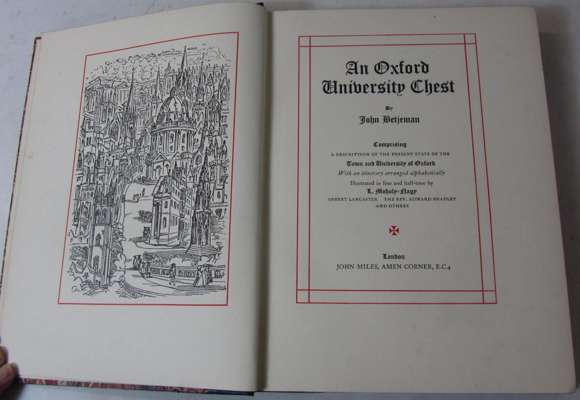 An Oxford
University Chest
By
John Betjeman
Comprising
A DESCRIPTION OF THE PRESENT STATE OF THE
Town and University of Oxford
With an itinerary arranged alphabetically
Illustrated in line and half-tone by
L. Moholy-Nagy
OSBERT LANCASTER THE REV. EDWARD BRADLEY
AND OTHERS
London
JOHN MILES, AMEN CORNER, E.C.4